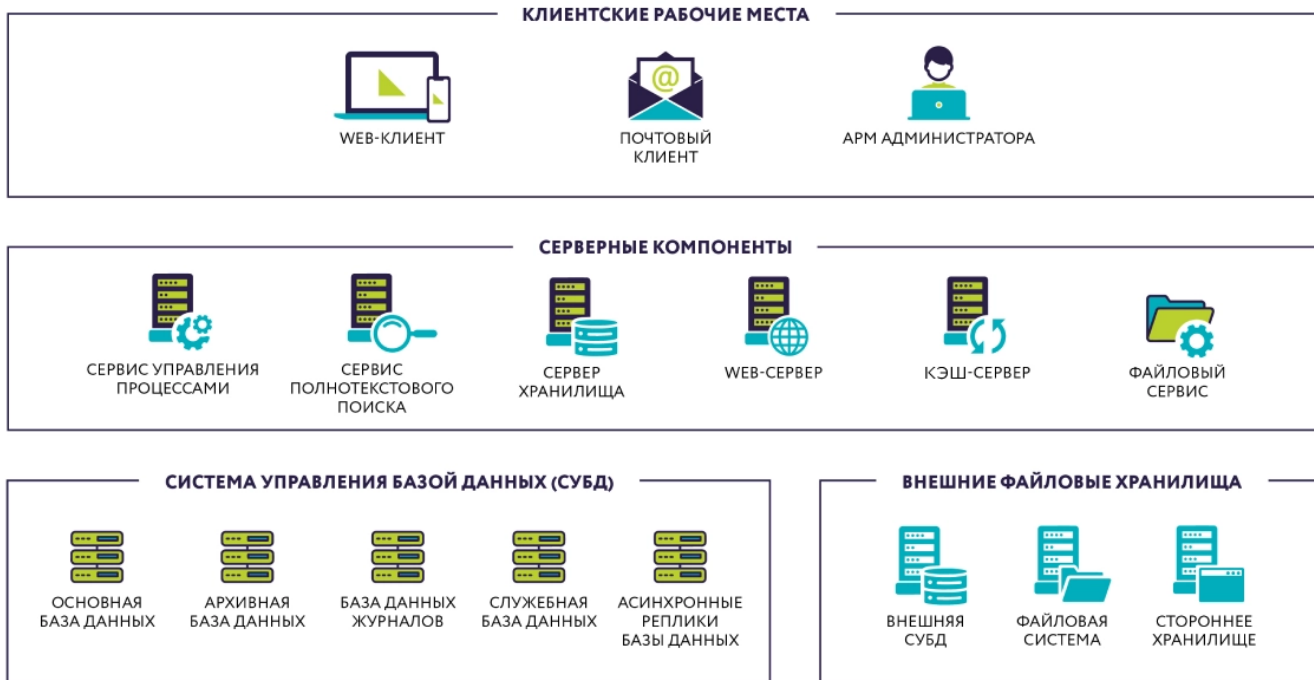 КЛИЕНТСКИЕ РАБОЧИЕ МЕСТА
@
WEB-КЛИЕНТ
ПОЧТОВЫЙ
КЛИЕНТ
АРМ АДМИНИСТРАТОРА
СЕРВЕРНЫЕ КОМПОНЕНТЫ
СЕРВИС УПРАВЛЕНИЯ
ПРОЦЕССАМИ
СЕРВИС
ПОЛНОТЕКСТОВОГО
ПОИСКА
СЕРВЕР
ХРАНИЛИЩА
WEB-СЕРВЕР
КЭШ-СЕРВЕР
ФАЙЛОВЫЙ
СЕРВИС
СИСТЕМА УПРАВЛЕНИЯ БАЗОЙ ДАННЫХ (СУБД)
ОСНОВНАЯ
БАЗА ДАННЫХ
АРХИВНАЯ
БАЗА ДАННЫХ
БАЗА ДАННЫХ
ЖУРНАЛОВ
СЛУЖЕБНАЯ
БАЗА ДАННЫХ
АСИНХРОННЫЕ
РЕПЛИКИ
БАЗЫ ДАННЫХ
ВНЕШНИЕ ФАЙЛОВЫЕ ХРАНИЛИЩА
ВНЕШНЯЯ
СУБД
ФАЙЛОВАЯ
СИСТЕМА
СТОРОННЕЕ
ХРАНИЛИЩЕ